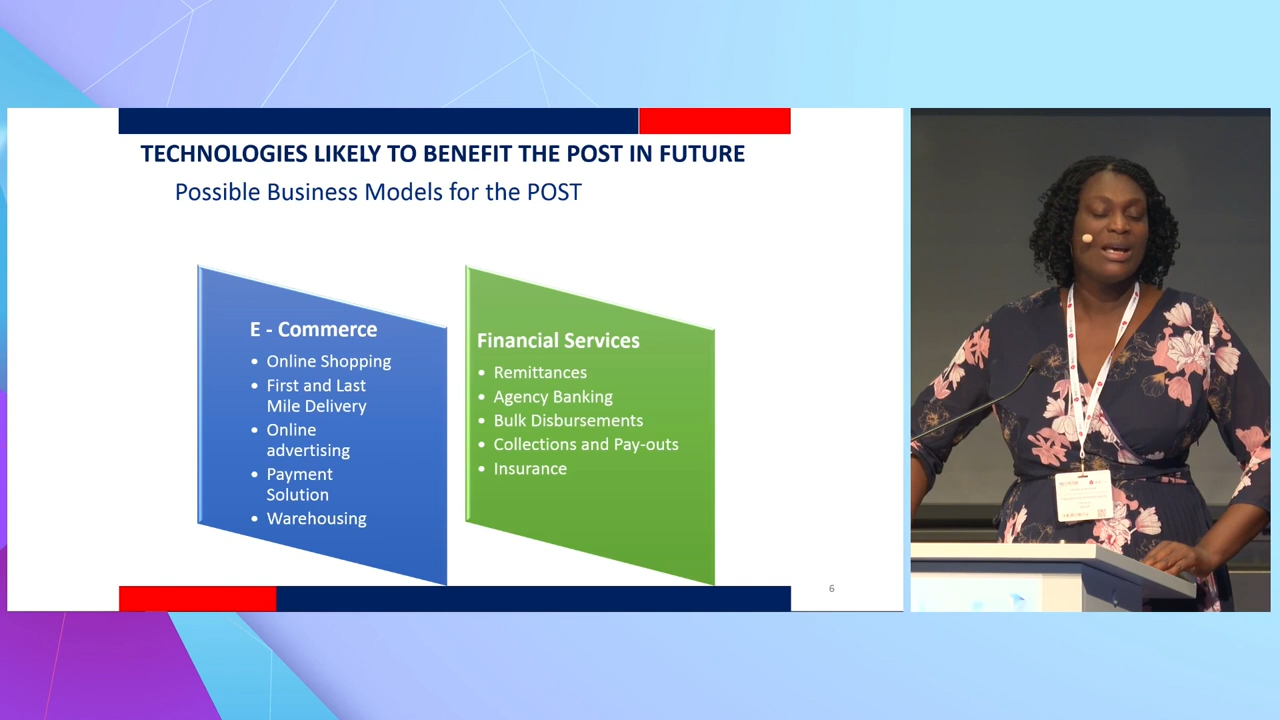 TECHNOLOGIES LIKELY TO BENEFIT THE POST IN FUTURE
Possible Business Models for the POST
E - Commerce
• Online Shopping
• First and Last
Mile Delivery
• Online
advertising
• Payment
Solution
• Warehousing
Financial Services
• Remittances
• Agency Banking
• Bulk Disbursements
• Collections and Pay-outs
• Insurance
6